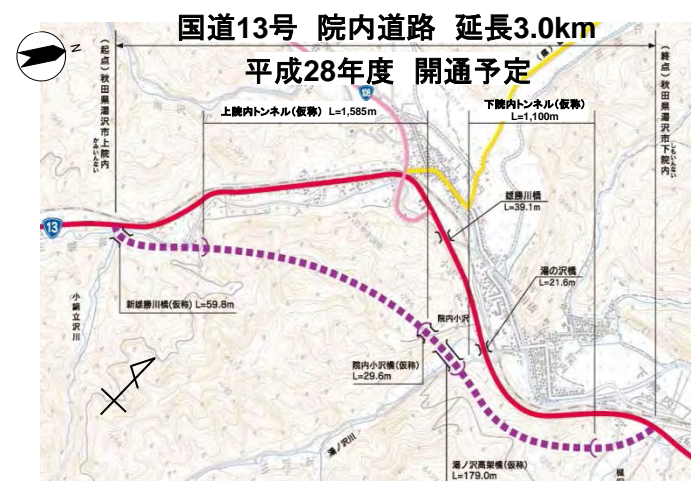 国道13号 院内道路 延長3.0km
平成28年度 開通予定
N
(起点)秋田県湯沢市上院内
かみいんない
(終点)秋田県湯沢市下院内
しもいんない
108
上院内トンネル(仮称) L=1,585m
下院内トンネル(仮称)
L=1,100m
雄勝川橋
L=39.1m
13
湯の沢橋
L=21.6m
小鍋立沢川
新雄勝川橋(仮称) L=59.8m
院内小沢
院内小沢橋(仮称)
L=29.6m
湯ノ沢川
湯ノ沢高架橋(仮称)
L=179.0m